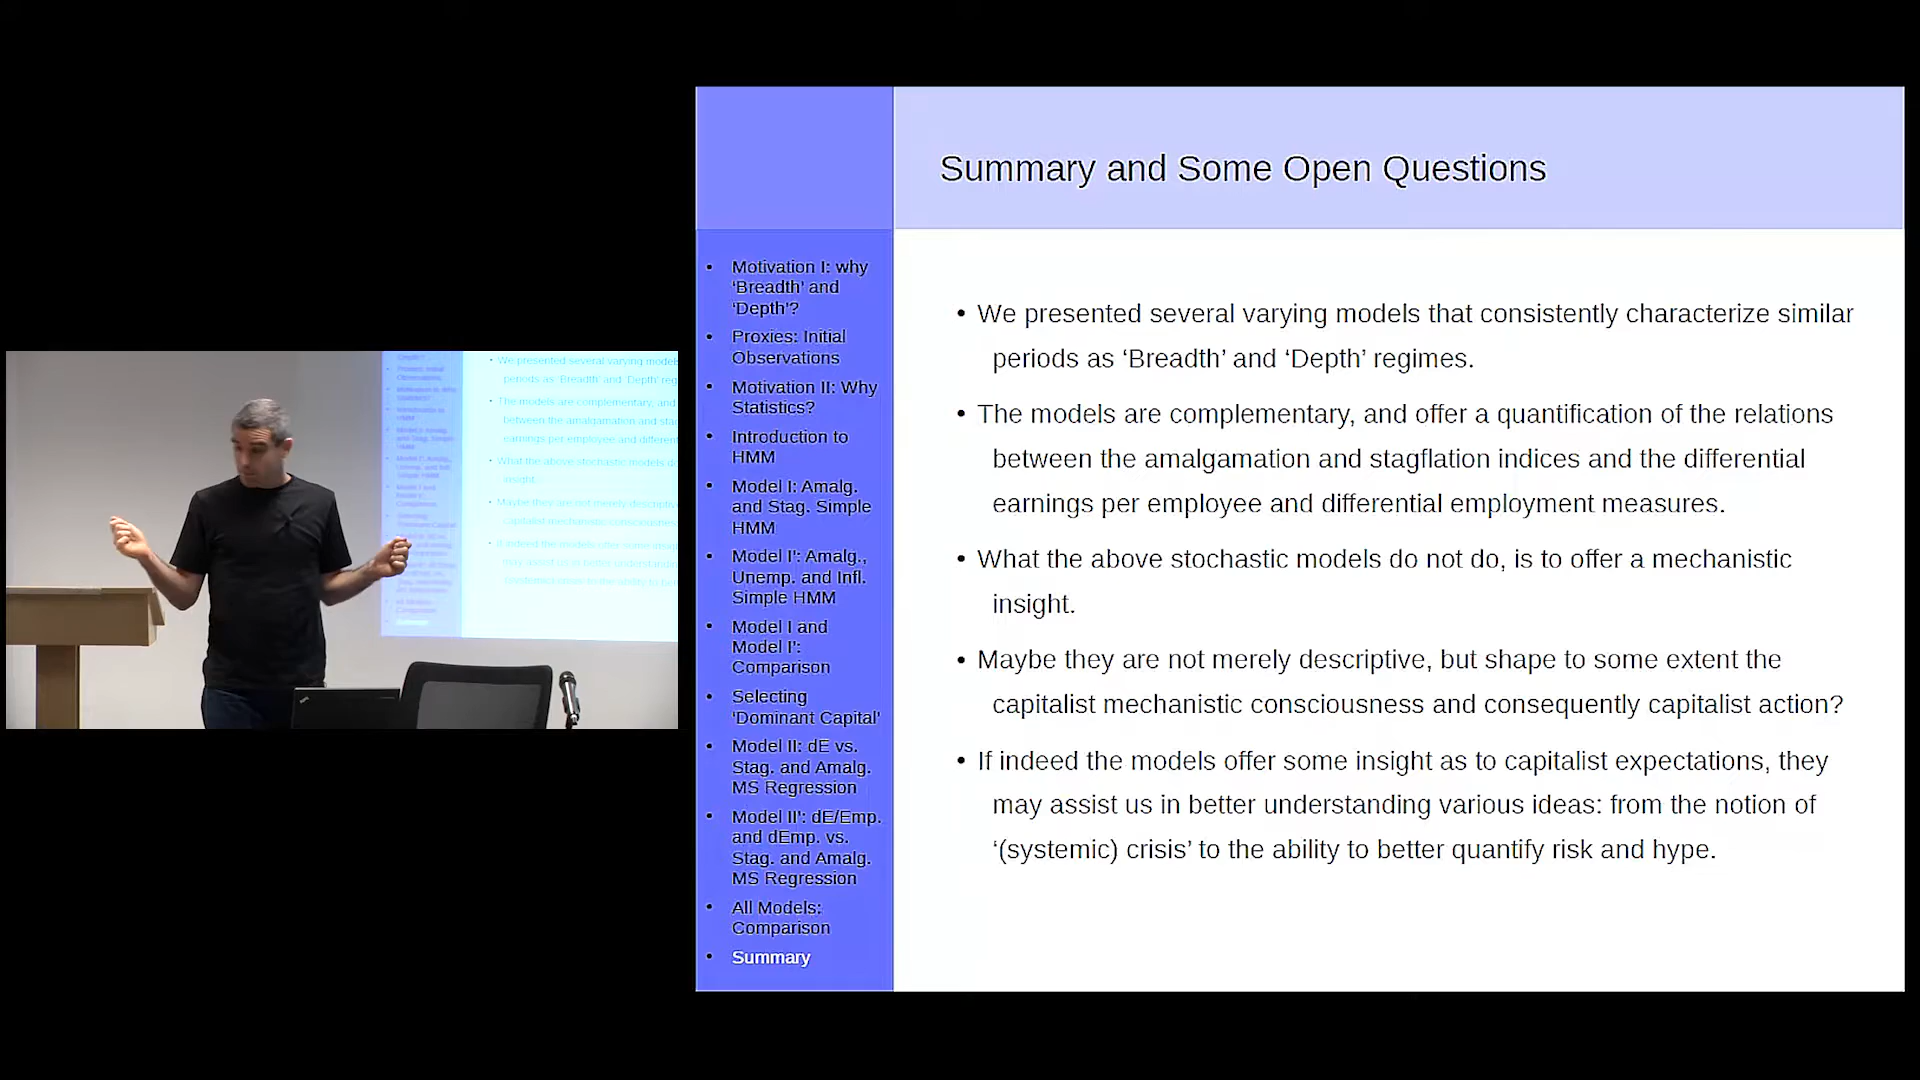 Summary and Some Open Questions
• Motivation I: why
‘Breadth’ and
‘Depth’?
• Proxies: Initial
Observations
• Motivation II: Why
Statistics?
• Introduction to
HMM
• Model I: Amalg.
and Stag. Simple
HMM
• Model I': Amalg.,
Unemp. and Infl.
Simple HMM
• Model I and
Model I':
Comparison
• Selecting
‘Dominant Capital’
• Model II: dE vs.
Stag. and Amalg.
MS Regression
• Model II': dE/Emp.
and dEmp. vs.
Stag. and Amalg.
MS Regression
• All Models:
Comparison
• Summary
• We presented several varying models that consistently characterize similar
periods as ‘Breadth’ and ‘Depth’ regimes.
• The models are complementary, and offer a quantification of the relations
between the amalgamation and stagflation indices and the differential
earnings per employee and differential employment measures.
• What the above stochastic models do not do, is to offer a mechanistic
insight.
• Maybe they are not merely descriptive, but shape to some extent the
capitalist mechanistic consciousness and consequently capitalist action?
• If indeed the models offer some insight as to capitalist expectations, they
may assist us in better understanding various ideas: from the notion of
‘(systemic) crisis’ to the ability to better quantify risk and hype.